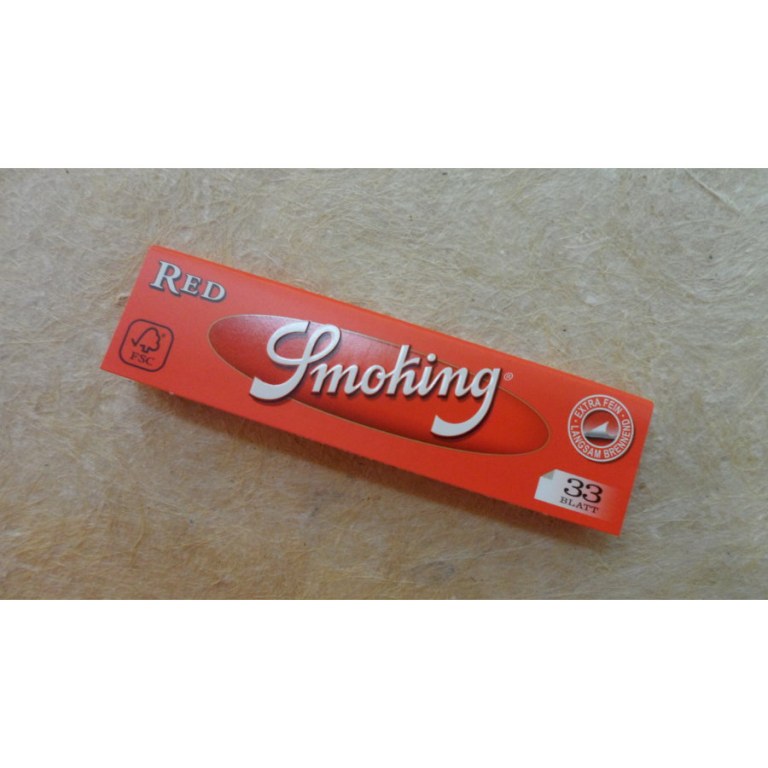 RED
FSC
Smoking®
EXTRA FEIN
LANGSAM BRENNEND
33
BLATT